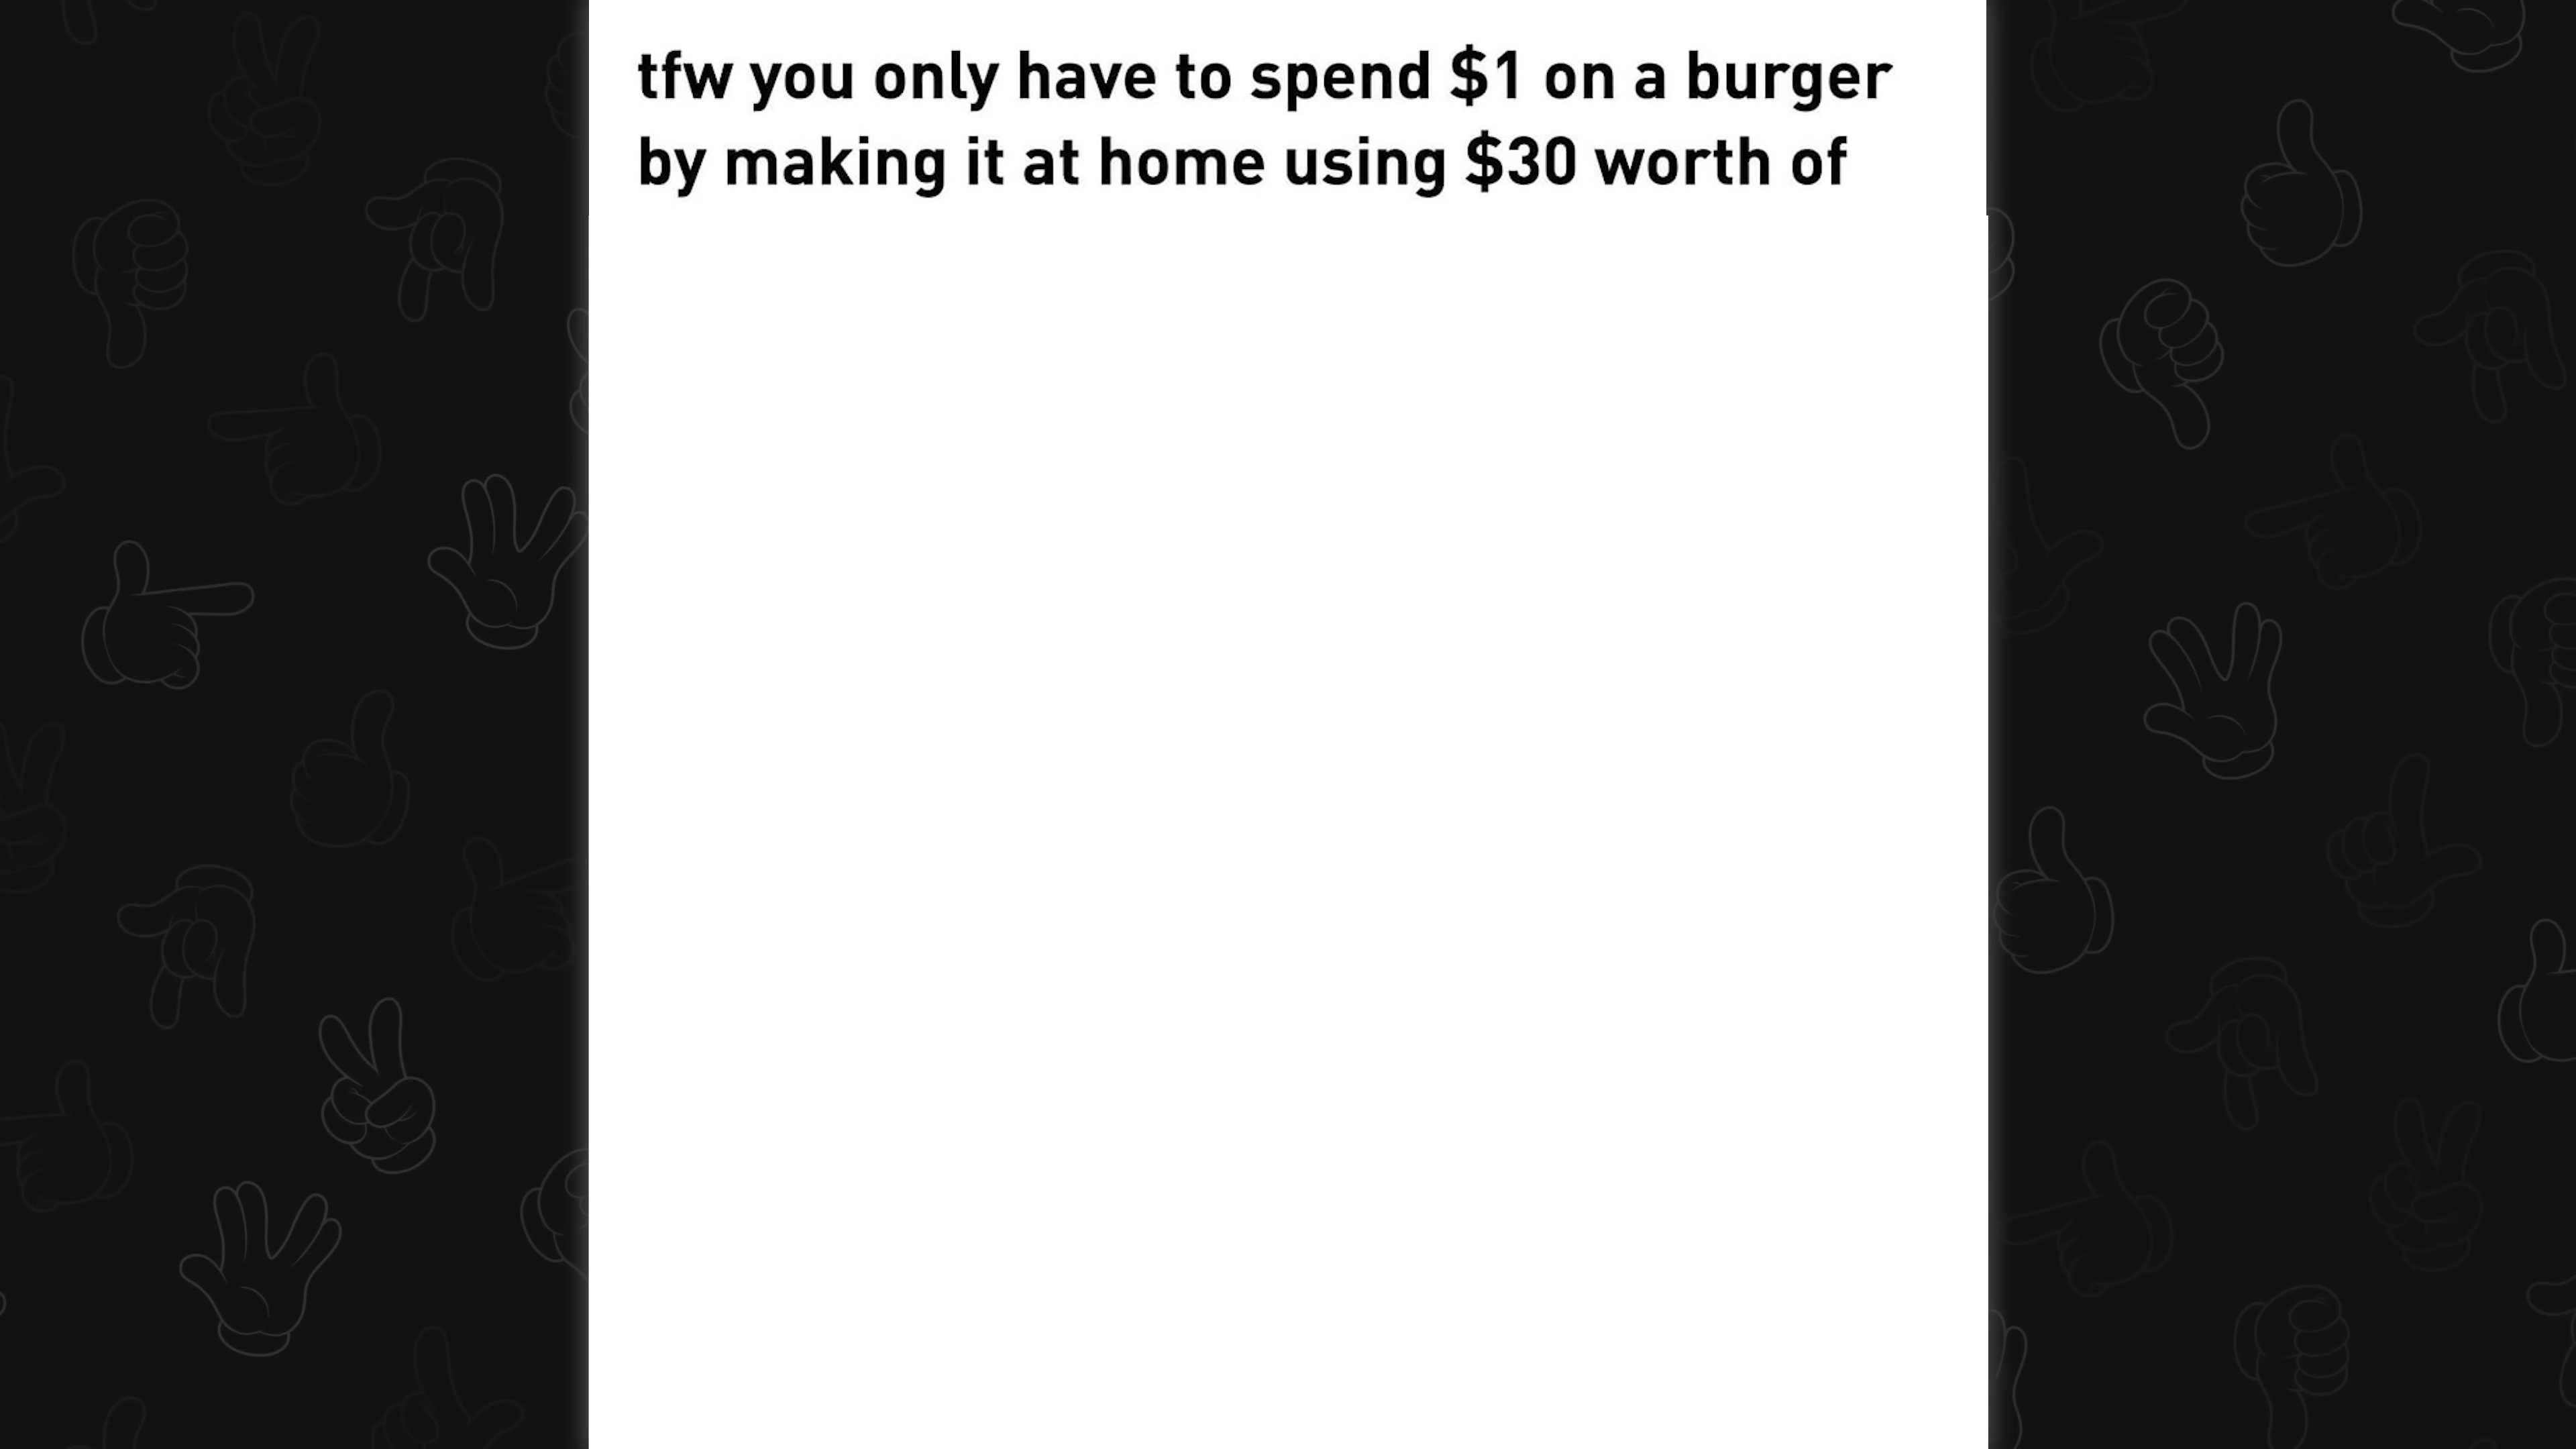 tfw you only have to spend $1 on a burger
by making it at home using $30 worth of